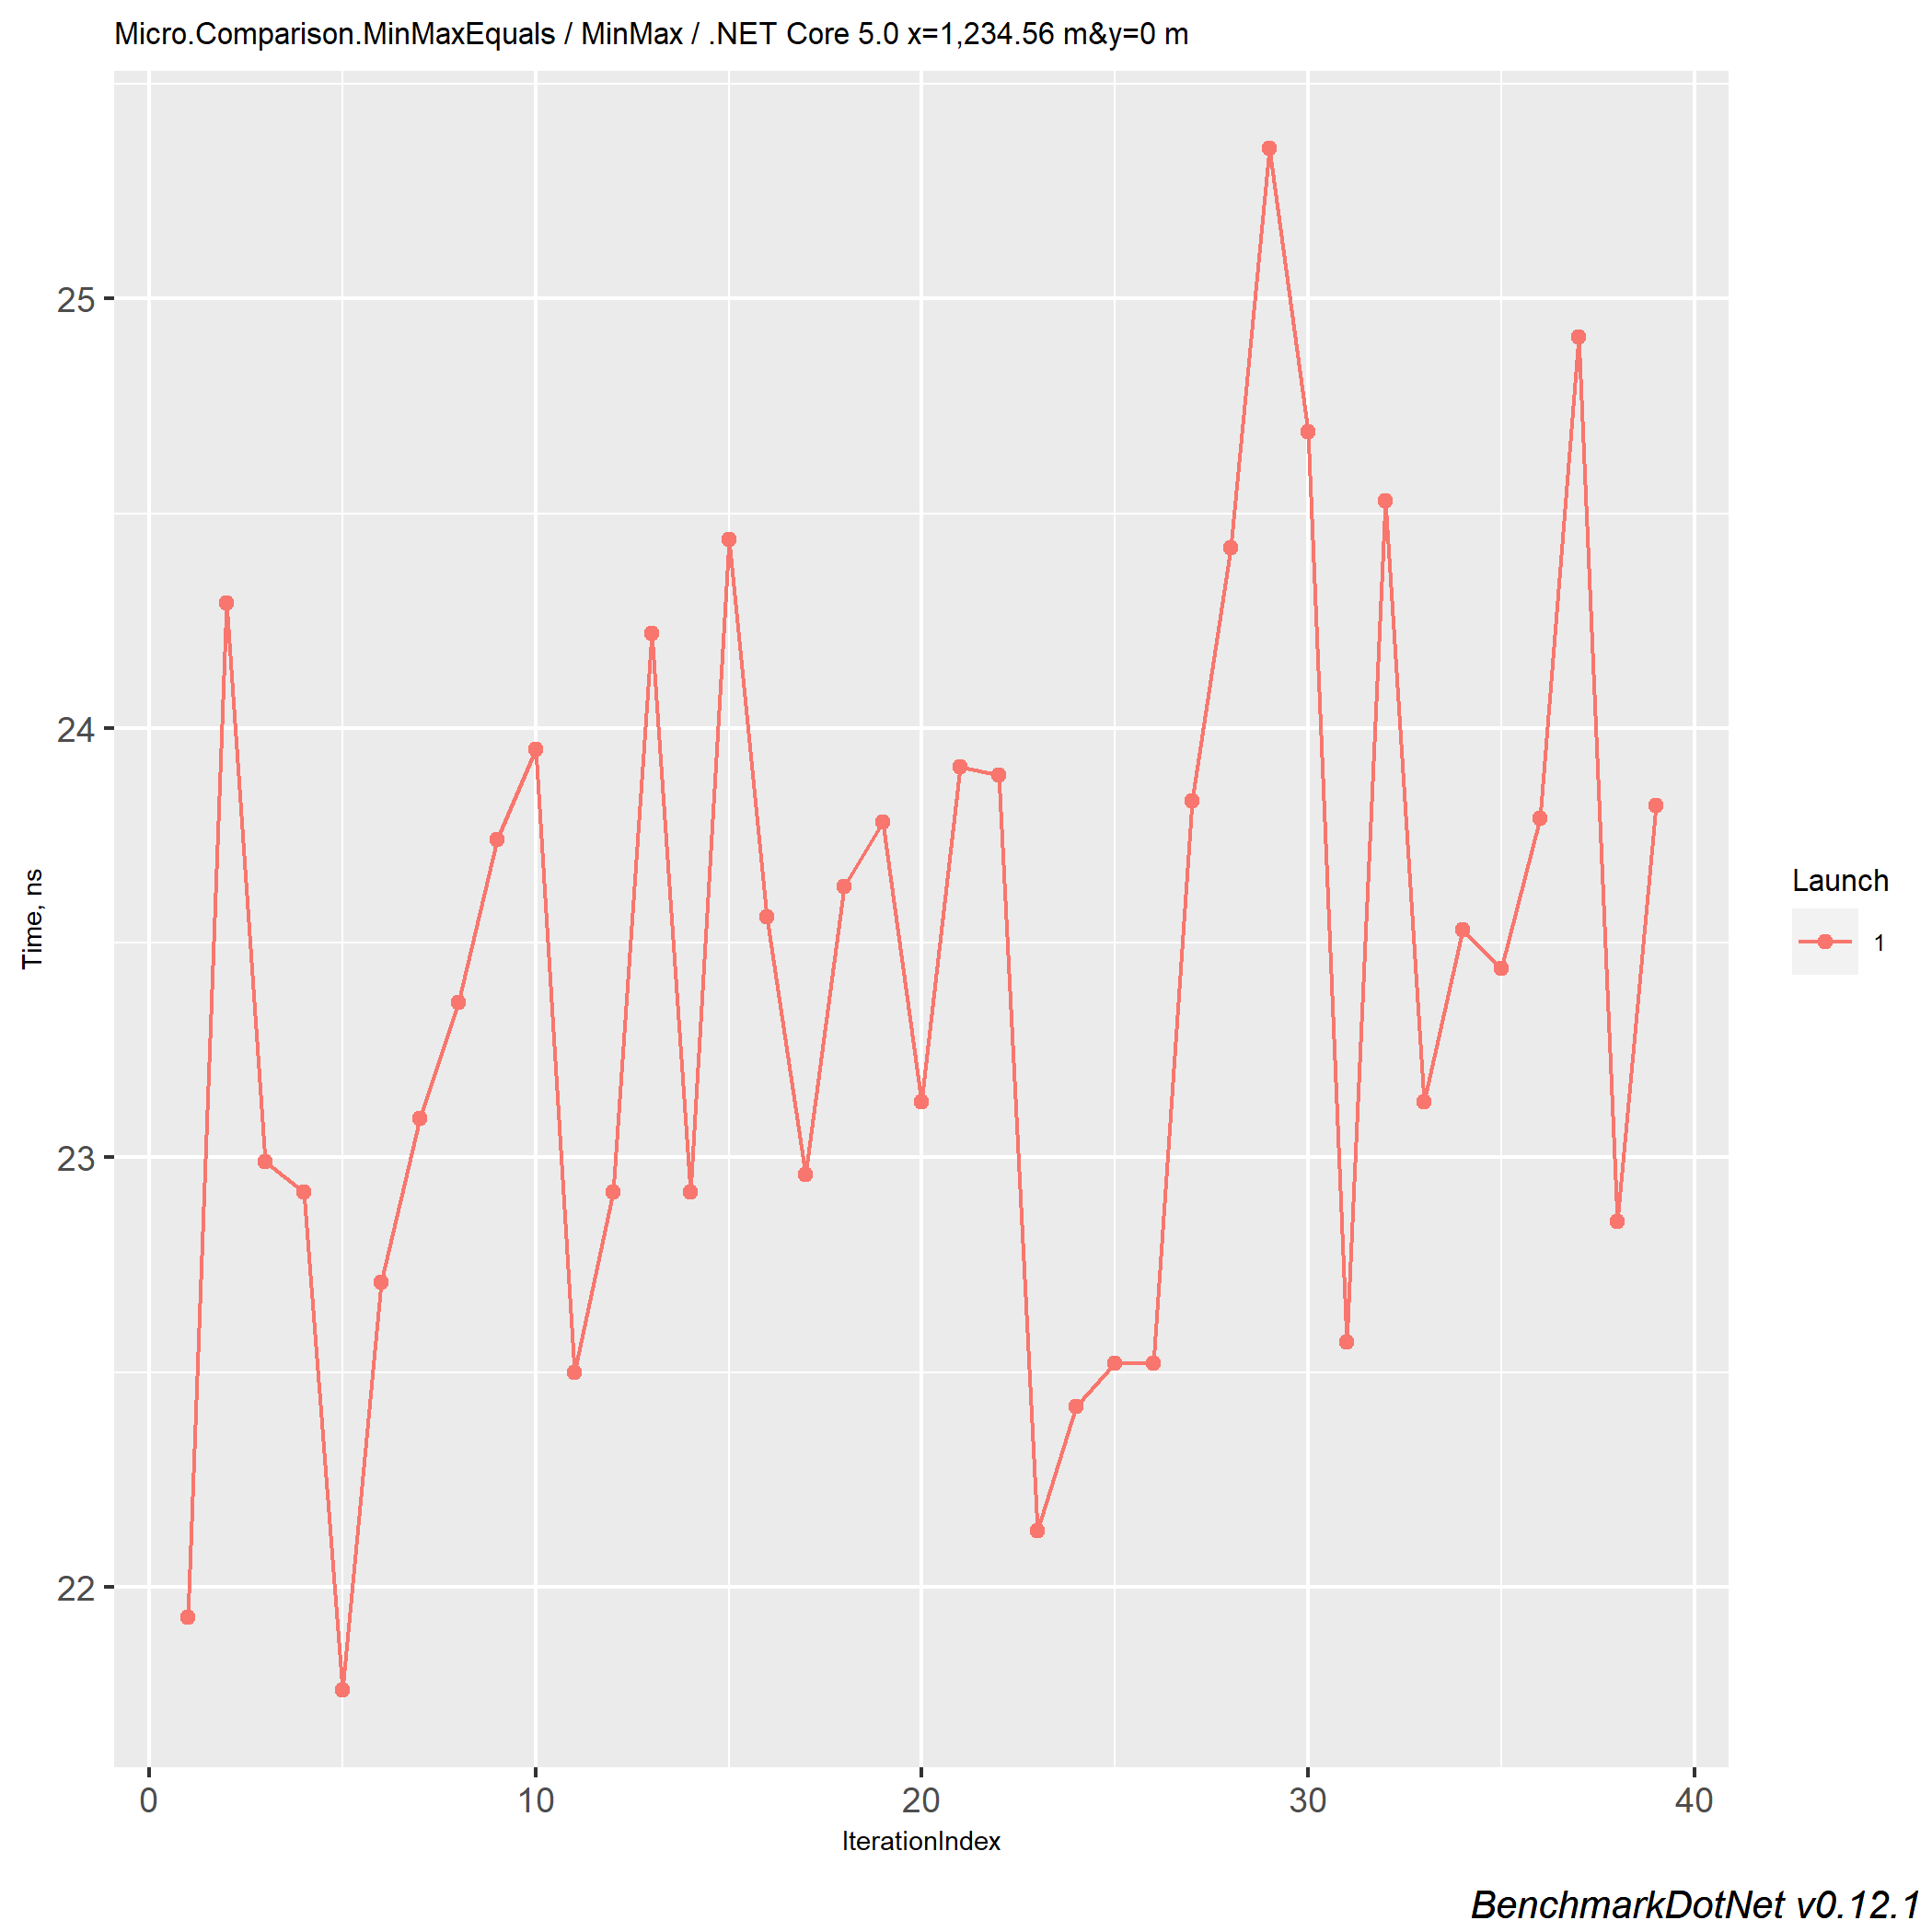 Micro.Comparison.MinMaxEquals / MinMax / .NET Core 5.0 x=1,234.56 m&y=0 m
25
24
23
22
Time, ns
0 10 20 30 40
IterationIndex
Launch
1
BenchmarkDotNet v0.12.1